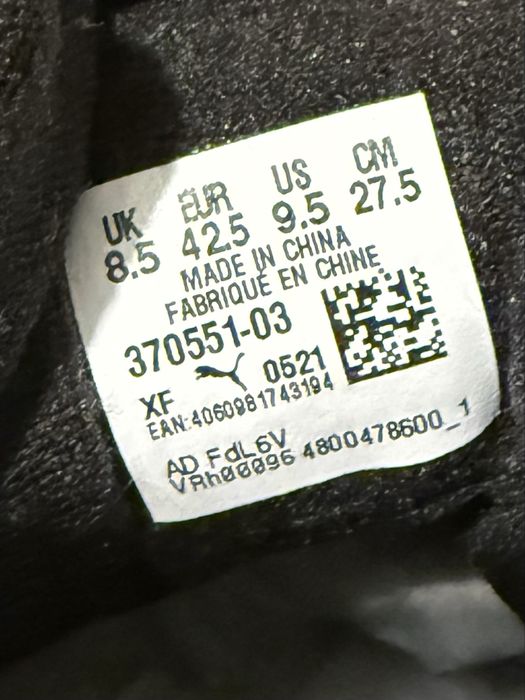 UK EUR US CM
8.5 42.5 9.5 27.5
MADE IN CHINA
FABRIQUÉ EN CHINE
370551-03
XF 0521
EAN:4060981743194
AD FdL6V
VRh00096 4800478600_1